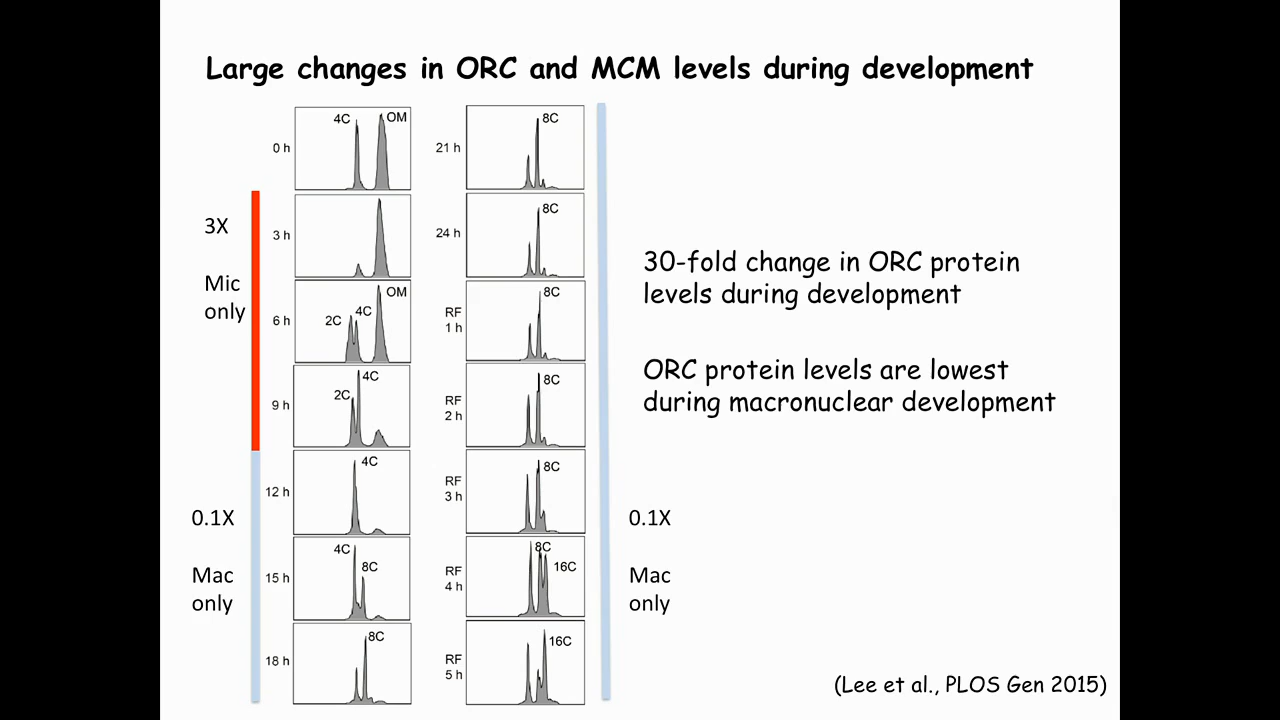 Large changes in ORC and MCM levels during development
4C OM
0 h
3X
3 h
Mic
only
OM
2C 4C
6 h
4C
2C
9 h
4C
12 h
0.1X
4C
8C
15 h
Mac
only
8C
18 h
8C
21 h
8C
24 h
8C
RF
1 h
8C
RF
2 h
8C
RF
3 h
8C
16C
RF
4 h
16C
RF
5 h
30-fold change in ORC protein
levels during development
ORC protein levels are lowest
during macronuclear development
0.1X
Mac
only
(Lee et al., PLOS Gen 2015)